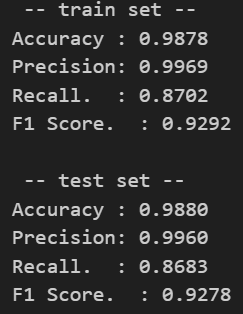 -- train set --
Accuracy : 0.9878
Precision: 0.9969
Recall.  : 0.8702
F1 Score.  : 0.9292

-- test set --
Accuracy : 0.9880
Precision: 0.9960
Recall.  : 0.8683
F1 Score.  : 0.9278